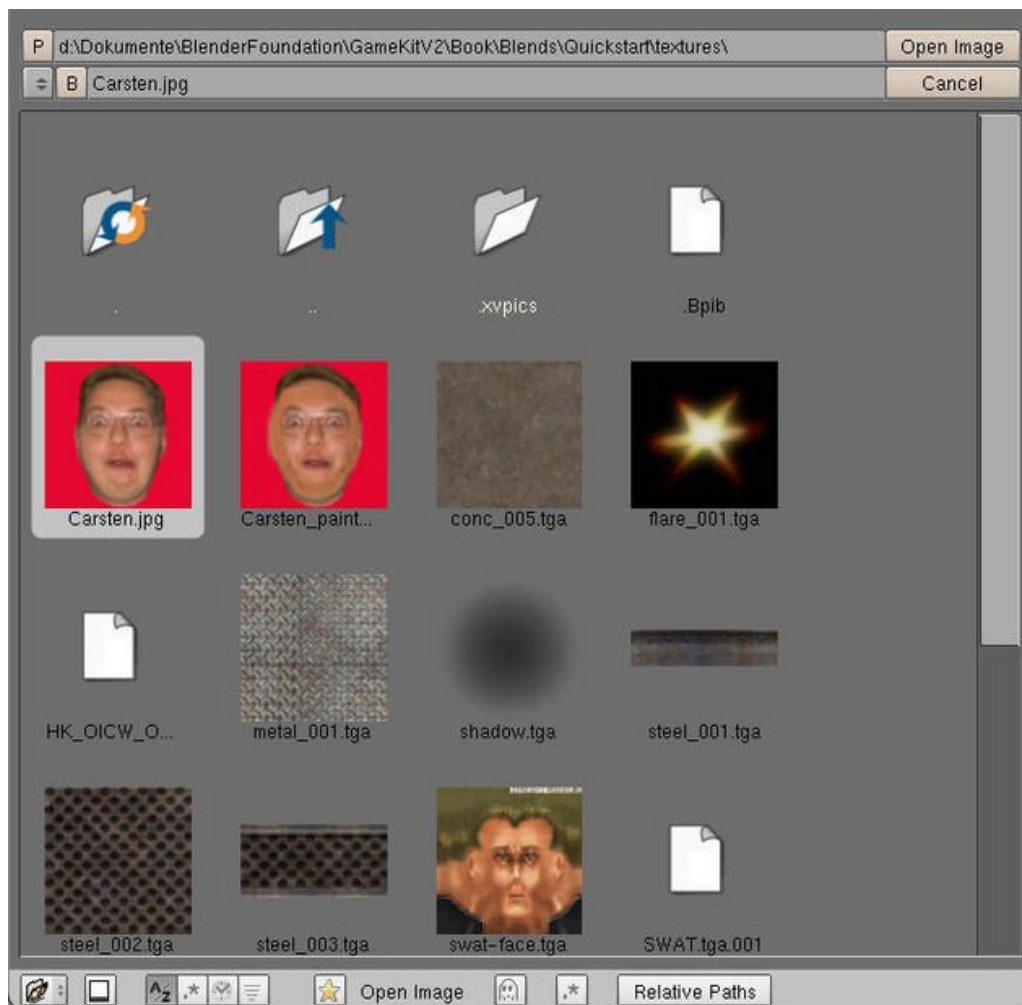 P d:\Dokumente\BlenderFoundation\GameKitV2\Book\Blends\Quickstart\textures\ Open Image
B Carsten.jpg Cancel
. .. .xvpics .Bpib
Carsten.jpg Carsten_paint... conc_005.tga flare_001.tga
HK_OICW_O... metal_001.tga shadow.tga steel_001.tga
steel_002.tga steel_003.tga swat-face.tga SWAT.tga.001
AZ .* Open Image .* Relative Paths